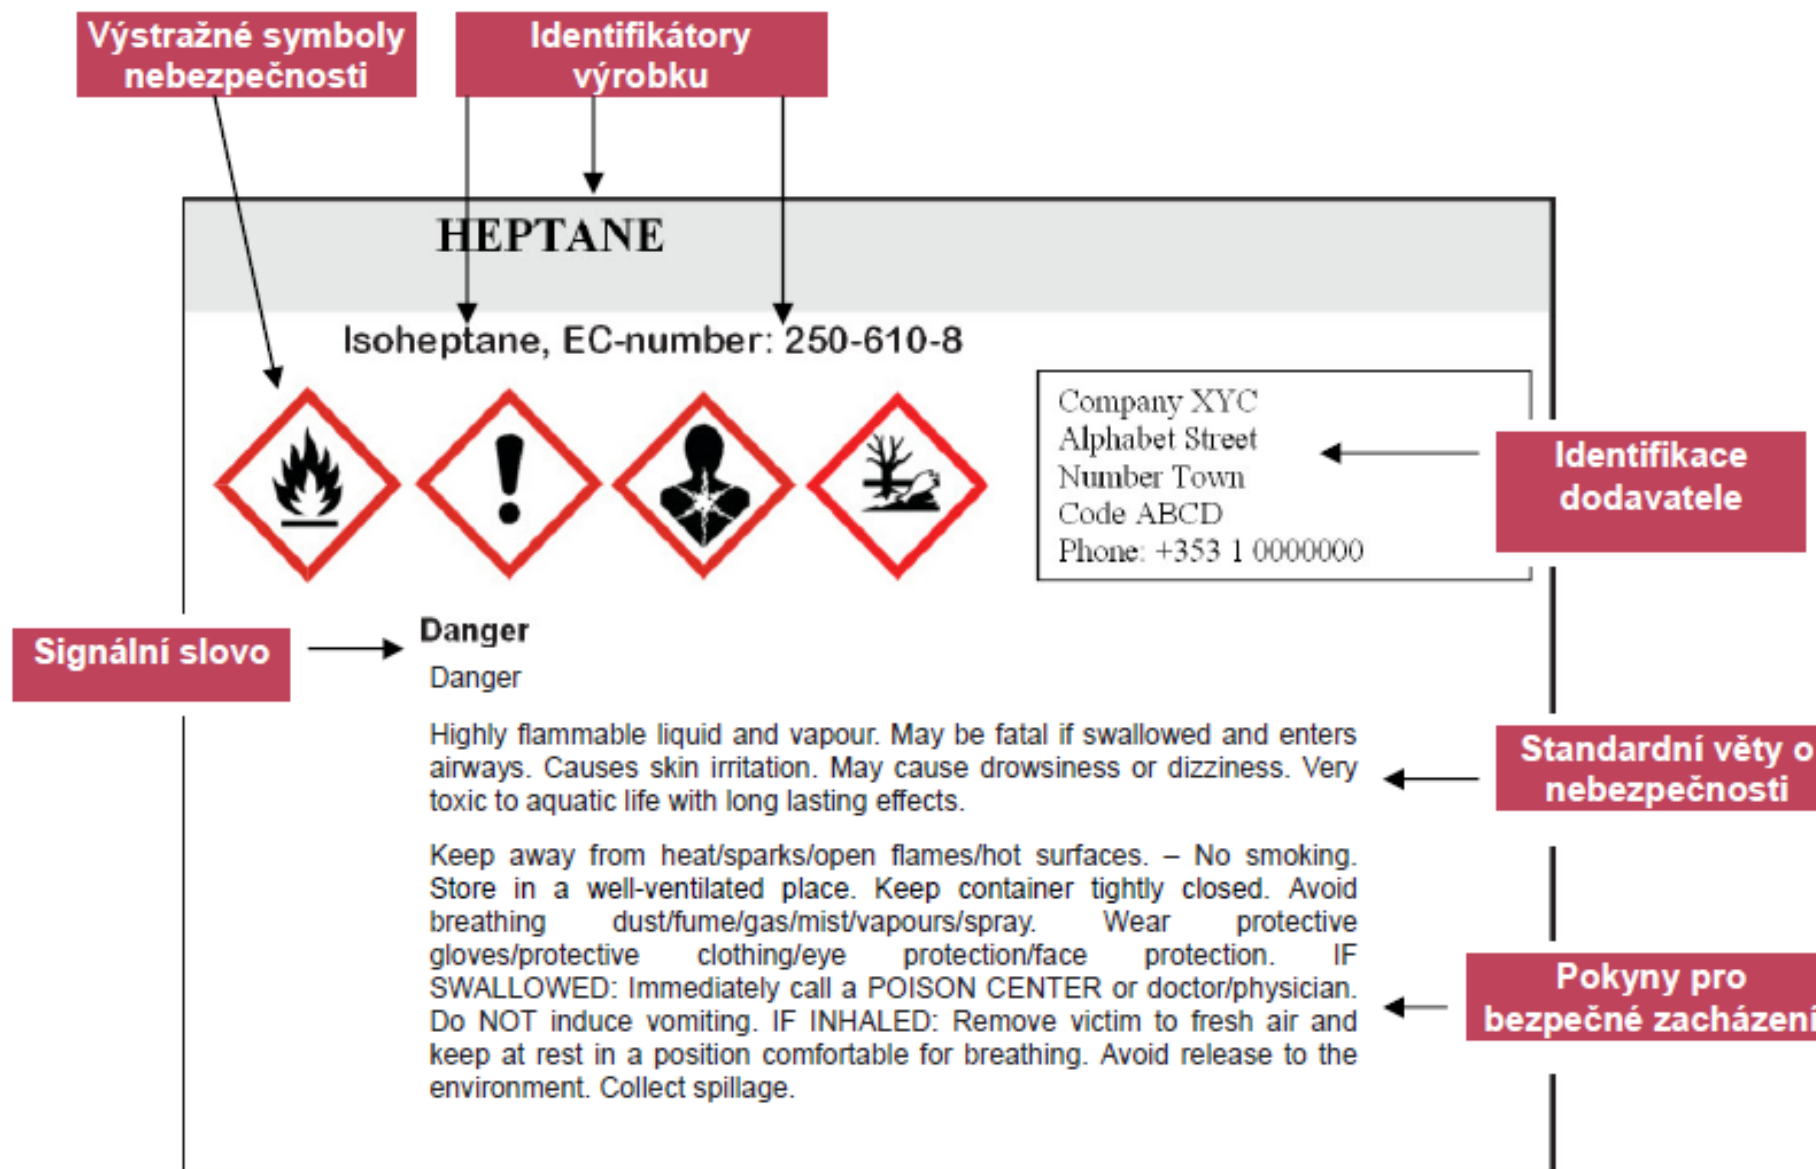 Výstražné symboly
nebezpečnosti
Identifikátory
výrobku
HEPTANE
Isoheptane, EC-number: 250-610-8
Company XYC
Alphabet Street
Number Town
Code ABCD
Phone: +353 1 0000000
Identifikace
dodavatele
Signální slovo
Danger
Danger
Highly flammable liquid and vapour. May be fatal if swallowed and enters
airways. Causes skin irritation. May cause drowsiness or dizziness. Very
toxic to aquatic life with long lasting effects.
Standardní věty o
nebezpečnosti
Keep away from heat/sparks/open flames/hot surfaces. – No smoking.
Store in a well-ventilated place. Keep container tightly closed. Avoid
breathing dust/fume/gas/mist/vapours/spray. Wear protective
gloves/protective clothing/eye protection/face protection. IF
SWALLOWED: Immediately call a POISON CENTER or doctor/physician.
Do NOT induce vomiting. IF INHALED: Remove victim to fresh air and
keep at rest in a position comfortable for breathing. Avoid release to the
environment. Collect spillage.
Pokyny pro
bezpečné zacházení